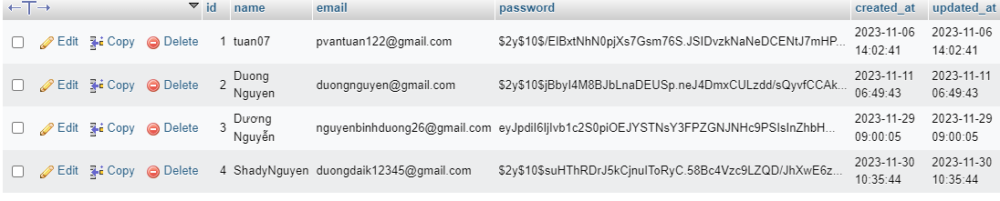 id name email password created_at updated_at
Edit Copy Delete 1 tuan07 pvantuan122@gmail.com $2y$10$/EIBxtNhN0pjXs7Gsm76S.JSIDvzkNaNeDCENtJ7mHP... 2023-11-06 14:02:41 2023-11-06 14:02:41
Edit Copy Delete 2 Duong Nguyen duongnguyen@gmail.com $2y$10$jBbyI4M8BJbLnaDEUSp.neJ4DmxCULzdd/sQyvfCCAk... 2023-11-11 06:49:43 2023-11-11 06:49:43
Edit Copy Delete 3 Dương Nguyễn nguyenbinhduong26@gmail.com eyJpdiI6IjIvb1c2S0piOEJYSTNsY3FPZGNJNHc9PSIsInZhbH... 2023-11-29 09:00:05 2023-11-29 09:00:05
Edit Copy Delete 4 ShadyNguyen duongdaik12345@gmail.com $2y$10$suHThRDrJ5kCjnuIToRyC.58Bc4Vzc9LZQD/JhXwE6z... 2023-11-30 10:35:44 2023-11-30 10:35:44